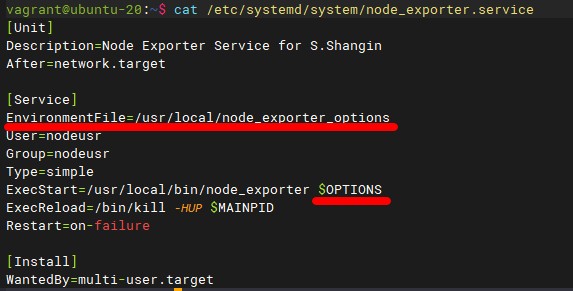 vagrant@ubuntu-20:~$ cat /etc/systemd/system/node_exporter.service
[Unit]
Description=Node Exporter Service for S.Shangin
After=network.target
[Service]
EnvironmentFile=/usr/local/node_exporter_options
User=nodeusr
Group=nodeusr
Type=simple
ExecStart=/usr/local/bin/node_exporter $OPTIONS
ExecReload=/bin/kill -HUP $MAINPID
Restart=on-failure
[Install]
WantedBy=multi-user.target